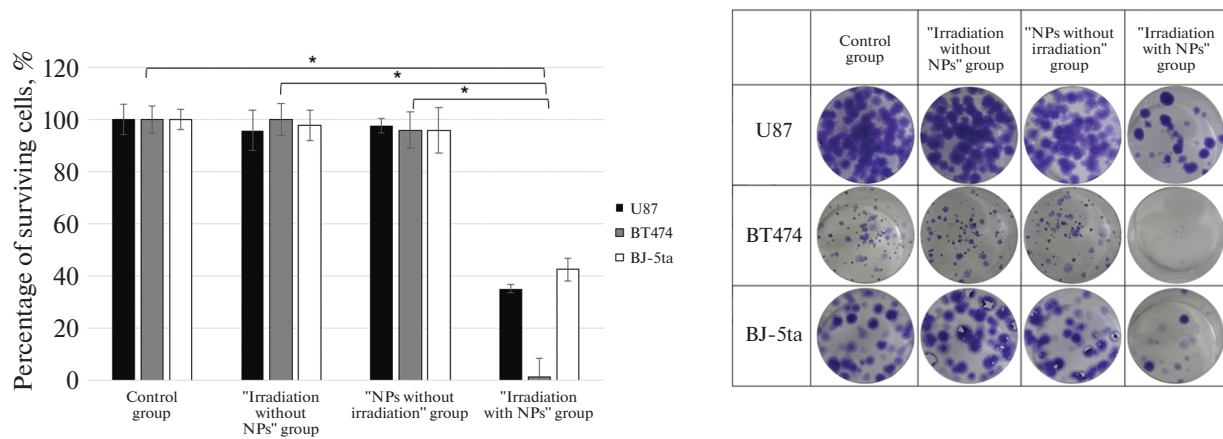 Percentage of surviving cells, %
120
100
80
60
40
20
0
*
*
*
Control
group
"Irradiation
without
NPs" group
"NPs without
irradiation" group
"Irradiation
with NPs" group
U87
BT474
BJ-5ta
Control
group
"Irradiation
without
NPs" group
"NPs without
irradiation"
group
"Irradiation
with NPs"
group
U87
BT474
BJ-5ta